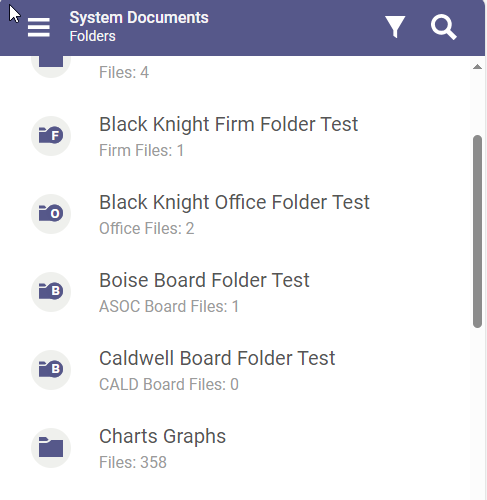 System Documents
Folders
Files: 4
Black Knight Firm Folder Test
F
Firm Files: 1
Black Knight Office Folder Test
O
Office Files: 2
Boise Board Folder Test
B
ASOC Board Files: 1
Caldwell Board Folder Test
B
CALD Board Files: 0
Charts Graphs
Files: 358